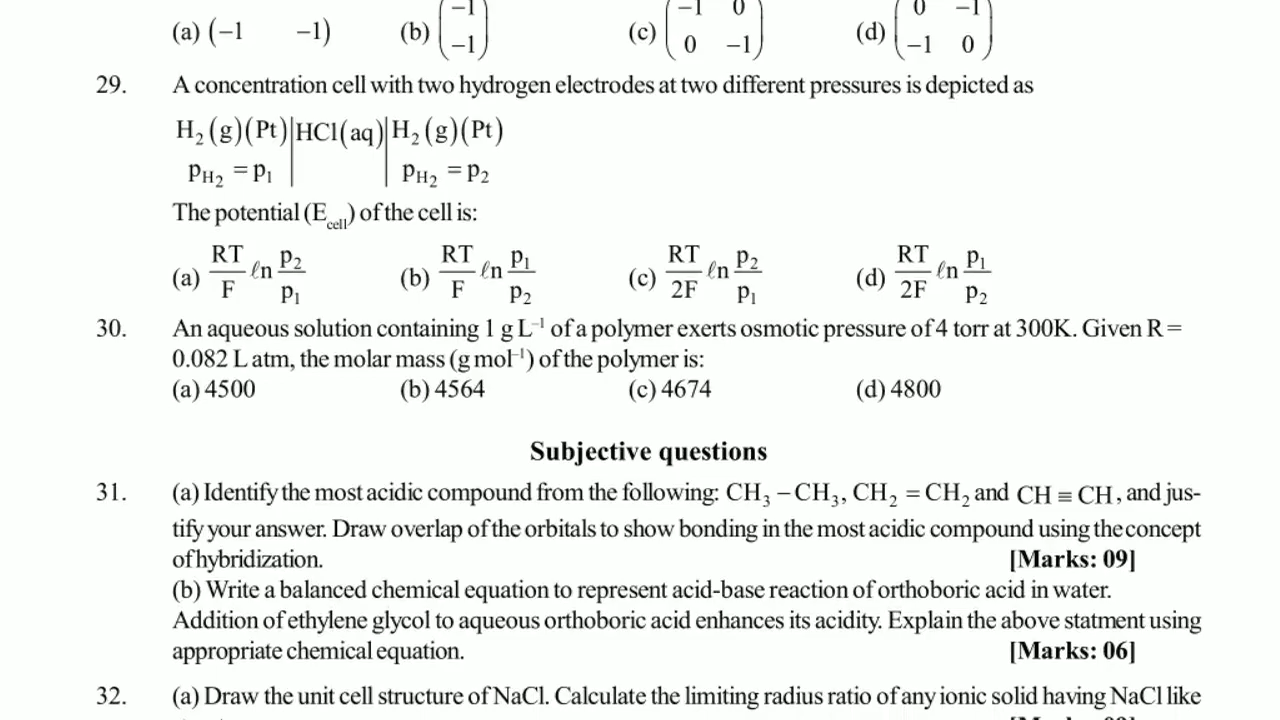 (a) (−1 −1) (b) (−1 −1) (c) (−1 0 0 −1) (d) (0 −1 −1 0)
29. A concentration cell with two hydrogen electrodes at two different pressures is depicted as
H₂(g)(Pt)|HCl(aq)|H₂(g)(Pt)
p_H₂ = p₁ | | p_H₂ = p₂
The potential (E_cell) of the cell is:
(a) RT/F ℓn p₂/p₁ (b) RT/F ℓn p₁/p₂ (c) RT/2F ℓn p₂/p₁ (d) RT/2F ℓn p₁/p₂
30. An aqueous solution containing 1 g L⁻¹ of a polymer exerts osmotic pressure of 4 torr at 300K. Given R =
0.082 L atm, the molar mass (g mol⁻¹) of the polymer is:
(a) 4500 (b) 4564 (c) 4674 (d) 4800
Subjective questions
31. (a) Identify the most acidic compound from the following: CH₃ − CH₃, CH₂ = CH₂ and CH ≡ CH, and jus-
tify your answer. Draw overlap of the orbitals to show bonding in the most acidic compound using the concept
of hybridization. [Marks: 09]
(b) Write a balanced chemical equation to represent acid-base reaction of orthoboric acid in water.
Addition of ethylene glycol to aqueous orthoboric acid enhances its acidity. Explain the above statment using
appropriate chemical equation. [Marks: 06]
32. (a) Draw the unit cell structure of NaCl. Calculate the limiting radius ratio of any ionic solid having NaCl like